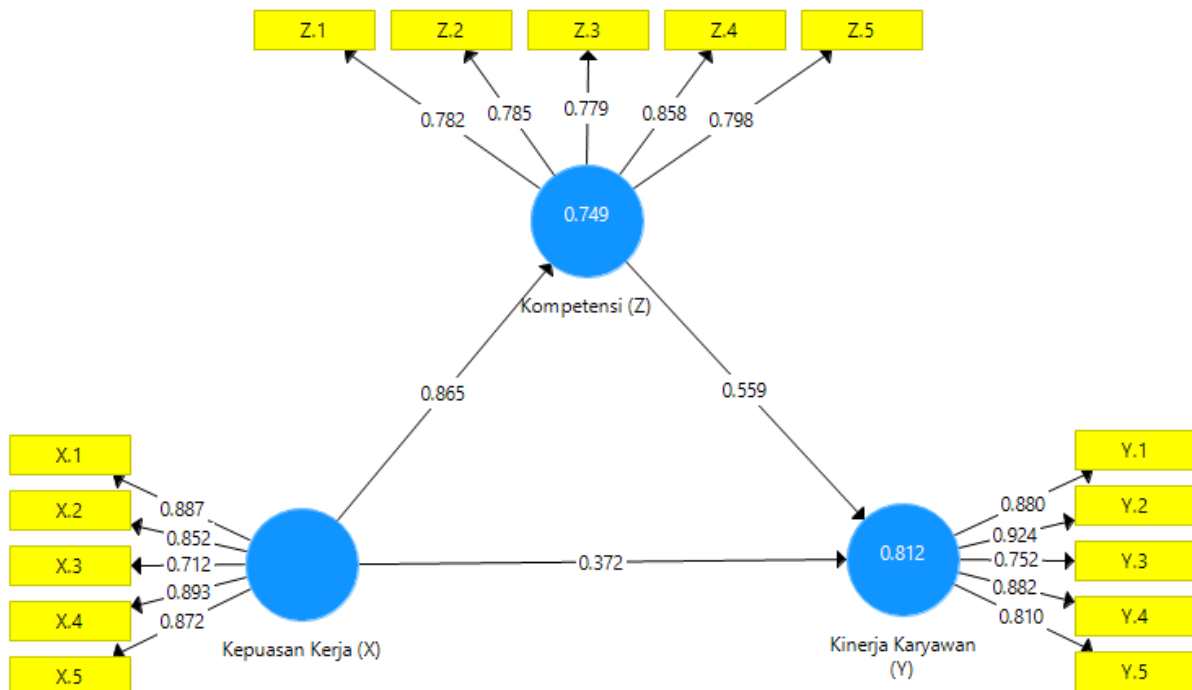 Z.1 Z.2 Z.3 Z.4 Z.5
0.782 0.785 0.779 0.858 0.798
0.749
Kompetensi (Z)
0.865
0.559
X.1
X.2
X.3
X.4
X.5
0.887
0.852
0.712
0.893
0.872
Kepuasan Kerja (X)
0.372
0.812
Kinerja Karyawan
(Y)
0.880
0.924
0.752
0.882
0.810
Y.1
Y.2
Y.3
Y.4
Y.5